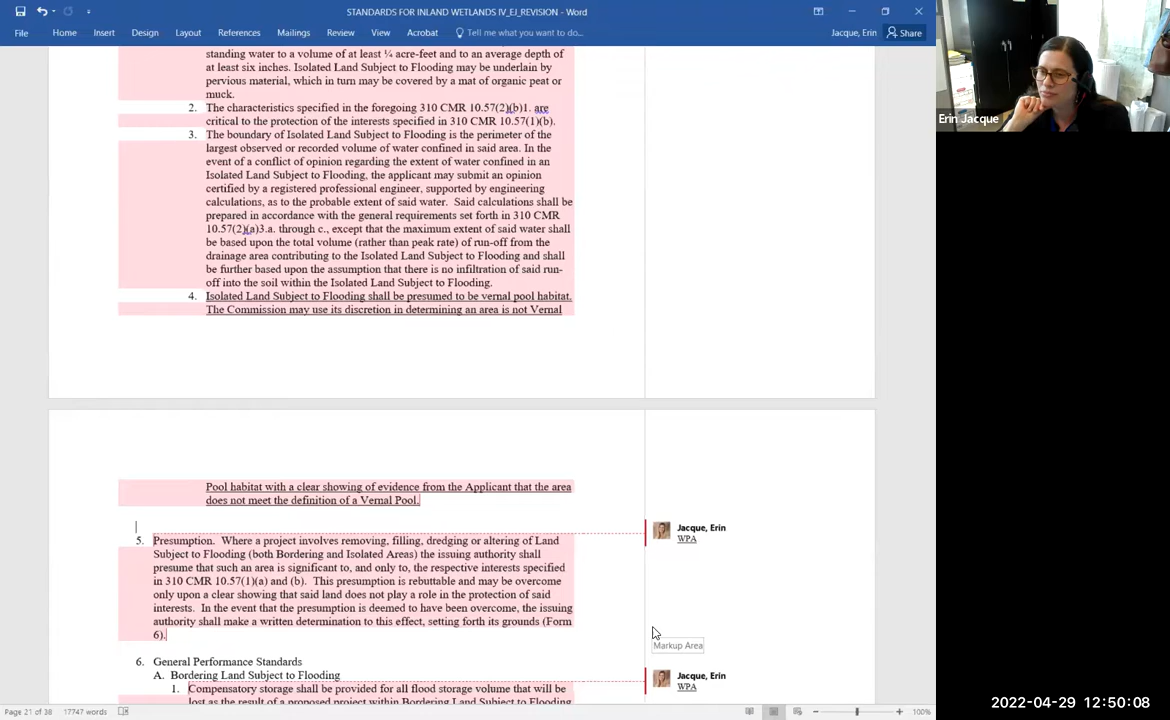 STANDARDS FOR INLAND WETLANDS IV_EJ_REVISION - Word
File Home Insert Design Layout References Mailings Review View Acrobat Tell me what you want to do... Jacque, Erin Share
standing water to a volume of at least ¼ acre-feet and to an average depth of
at least six inches. Isolated Land Subject to Flooding may be underlain by
pervious material, which in turn may be covered by a mat of organic peat or
muck.
2. The characteristics specified in the foregoing 310 CMR 10.57(2)(b)1. are
critical to the protection of the interests specified in 310 CMR 10.57(1)(b).
3. The boundary of Isolated Land Subject to Flooding is the perimeter of the
largest observed or recorded volume of water confined in said area. In the
event of a conflict of opinion regarding the extent of water confined in an
Isolated Land Subject to Flooding, the applicant may submit an opinion
certified by a registered professional engineer, supported by engineering
calculations, as to the probable extent of said water. Said calculations shall be
prepared in accordance with the general requirements set forth in 310 CMR
10.57(2)(a)3.a. through c., except that the maximum extent of said water shall
be based upon the total volume (rather than peak rate) of run-off from the
drainage area contributing to the Isolated Land Subject to Flooding and shall
be further based upon the assumption that there is no infiltration of said run-
off into the soil within the Isolated Land Subject to Flooding.
4. Isolated Land Subject to Flooding shall be presumed to be vernal pool habitat.
The Commission may use its discretion in determining an area is not Vernal
Pool habitat with a clear showing of evidence from the Applicant that the area
does not meet the definition of a Vernal Pool.
5. Presumption. Where a project involves removing, filling, dredging or altering of Land
Subject to Flooding (both Bordering and Isolated Areas) the issuing authority shall
presume that such an area is significant to, and only to, the respective interests specified
in 310 CMR 10.57(1)(a) and (b). This presumption is rebuttable and may be overcome
only upon a clear showing that said land does not play a role in the protection of said
interests. In the event that the presumption is deemed to have been overcome, the issuing
authority shall make a written determination to this effect, setting forth its grounds (Form
6).
6. General Performance Standards
A. Bordering Land Subject to Flooding
1. Compensatory storage shall be provided for all flood storage volume that will be
lost as the result of a proposed project within Bordering Land Subject to Flooding
Jacque, Erin
WPA
Markup Area
Jacque, Erin
WPA
Page 21 of 38 17747 words 100%
Erin Jacque
2022-04-29 12:50:08